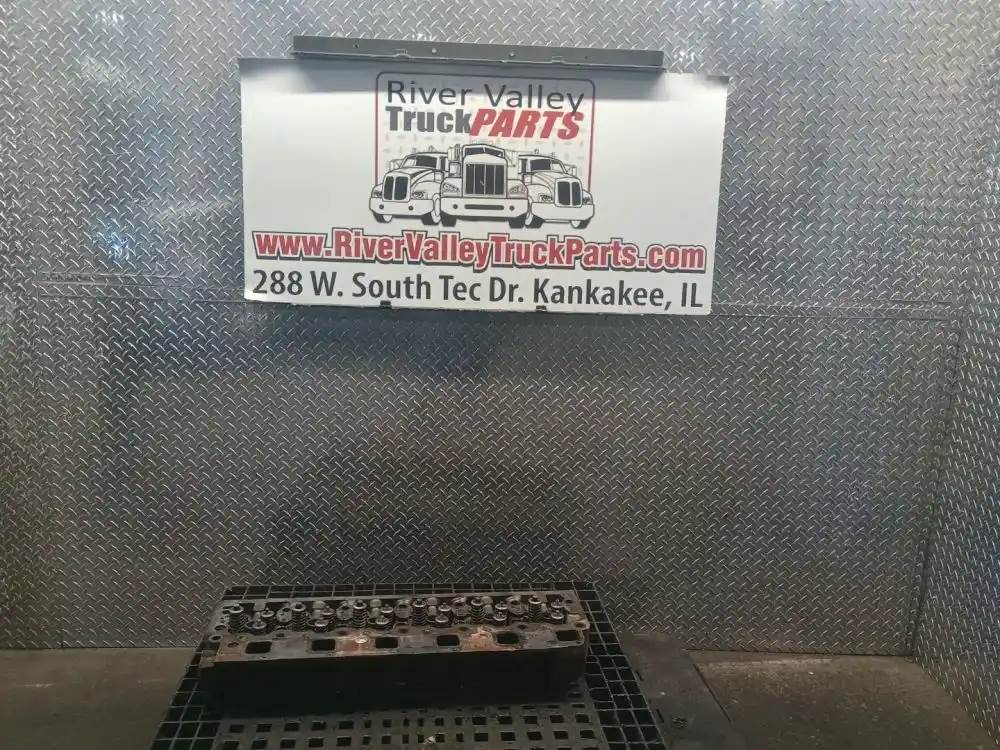 River Valley
TruckPARTS
www.RiverValleyTruckParts.com
288 W. South Tec Dr. Kankakee, IL